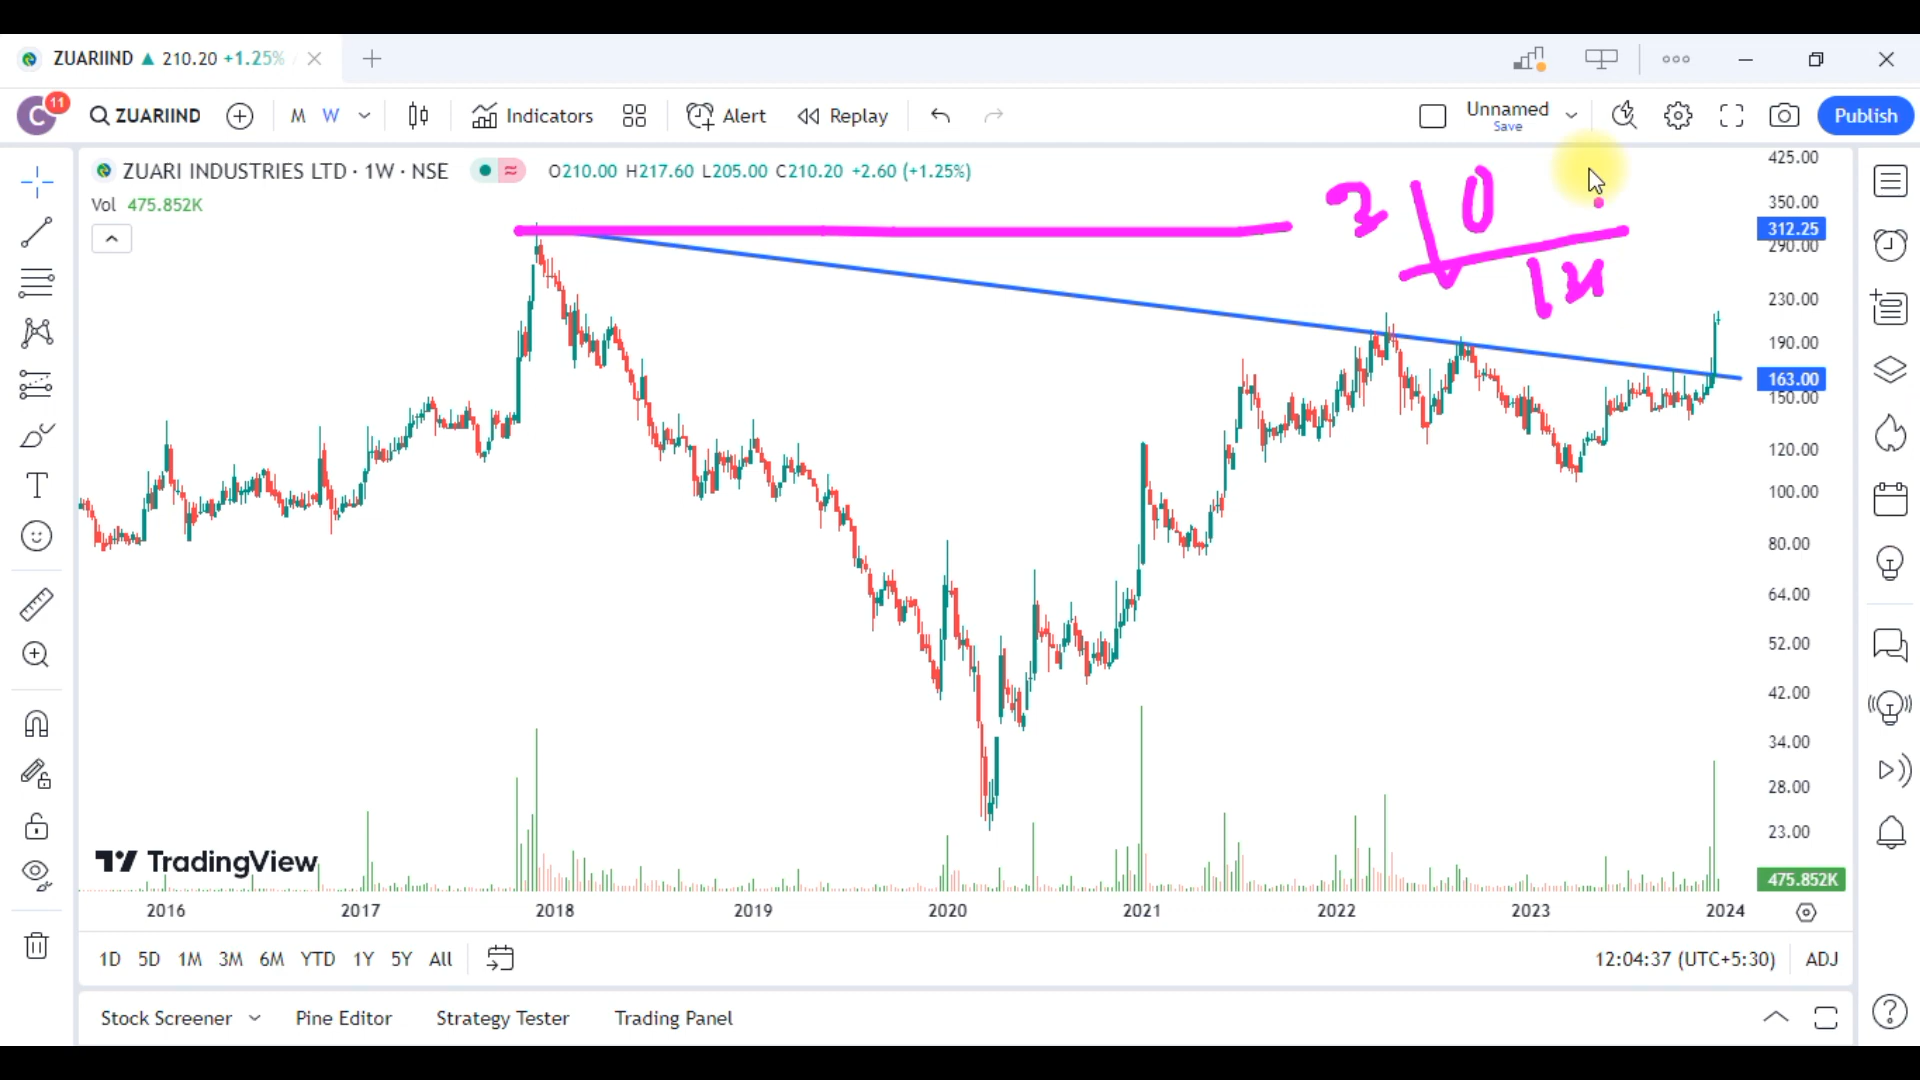 ZUARIIND ▲ 210.20 +1.25%
11
C ZUARIIND M W Indicators Alert Replay Unnamed Publish
Save
ZUARI INDUSTRIES LTD · 1W · NSE O210.00 H217.60 L205.00 C210.20 +2.60 (+1.25%)
Vol 475.852K
310
425.00
350.00
312.25
290.00
230.00
190.00
163.00
150.00
120.00
100.00
80.00
64.00
52.00
42.00
34.00
28.00
23.00
475.852K
TradingView
2016 2017 2018 2019 2020 2021 2022 2023 2024
1D 5D 1M 3M 6M YTD 1Y 5Y All 12:04:37 (UTC+5:30) ADJ
Stock Screener Pine Editor Strategy Tester Trading Panel